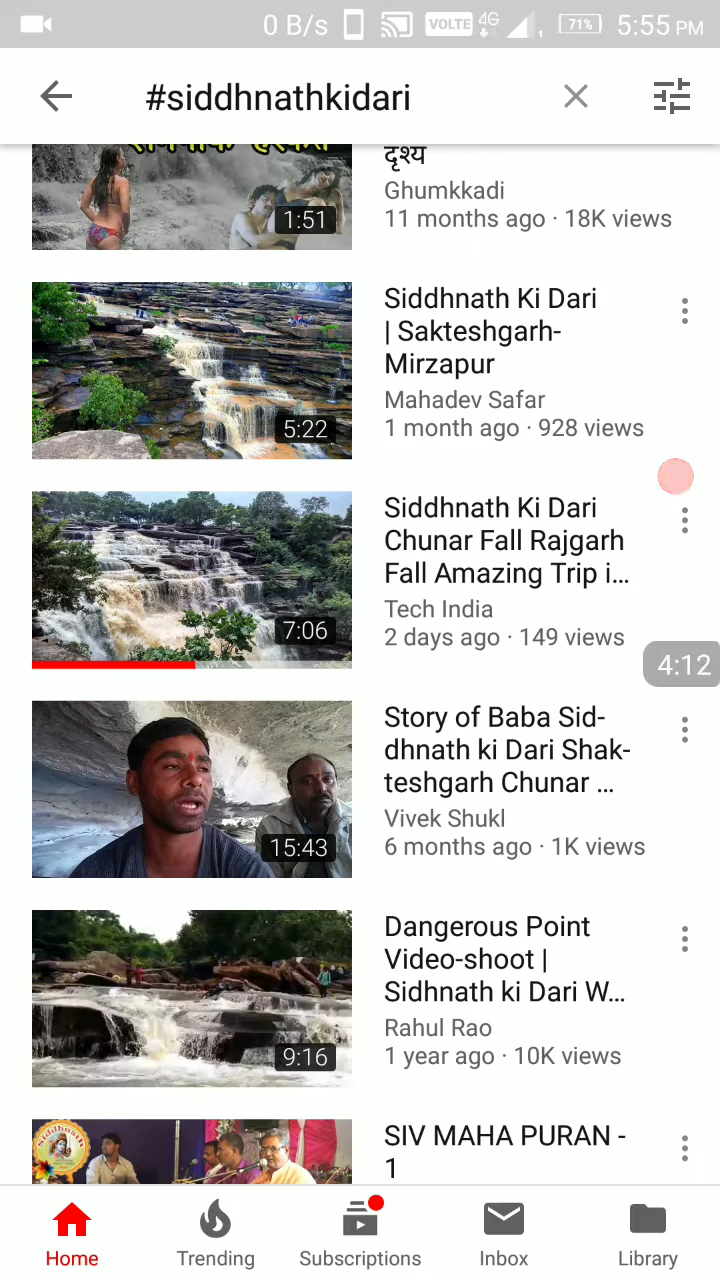 0 B/s VOLTE 4G 71% 5:55 PM
#siddhnathkidari
1:51
दृश्य
Ghumkkadi
11 months ago · 18K views
5:22
Siddhnath Ki Dari
| Sakteshgarh-
Mirzapur
Mahadev Safar
1 month ago · 928 views
7:06
Siddhnath Ki Dari
Chunar Fall Rajgarh
Fall Amazing Trip i...
Tech India
2 days ago · 149 views
4:12
15:43
Story of Baba Sid-
dhnath ki Dari Shak-
teshgarh Chunar ...
Vivek Shukl
6 months ago · 1K views
9:16
Dangerous Point
Video-shoot |
Sidhnath ki Dari W...
Rahul Rao
1 year ago · 10K views
Siddhnath
SIV MAHA PURAN -
1
Home Trending Subscriptions Inbox Library